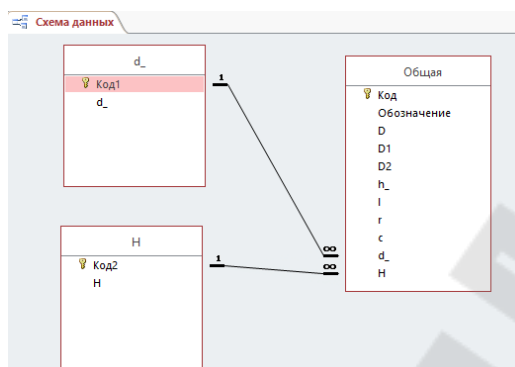 Схема данных
d_
Код1
d_
1
Общая
Код
Обозначение
D
D1
D2
h_
l
r
c
d_
H
∞
∞
H
Код2
H
1